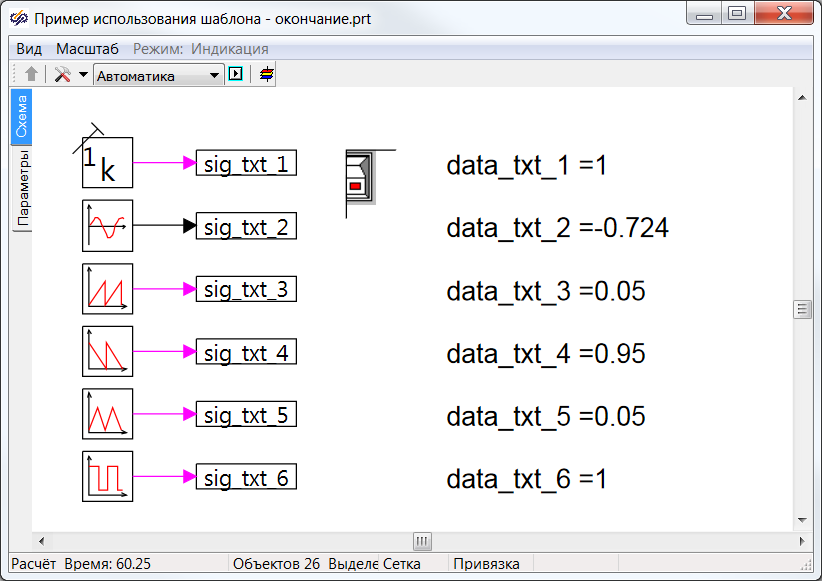 Пример использования шаблона - окончание.prt
Вид Масштаб Режим: Индикация
Автоматика
Схема
Параметры
1 k
sig_txt_1
data_txt_1 =1
sig_txt_2
data_txt_2 =-0.724
sig_txt_3
data_txt_3 =0.05
sig_txt_4
data_txt_4 =0.95
sig_txt_5
data_txt_5 =0.05
sig_txt_6
data_txt_6 =1
Расчёт Время: 60.25 Объектов 26 Выделе Сетка Привязка